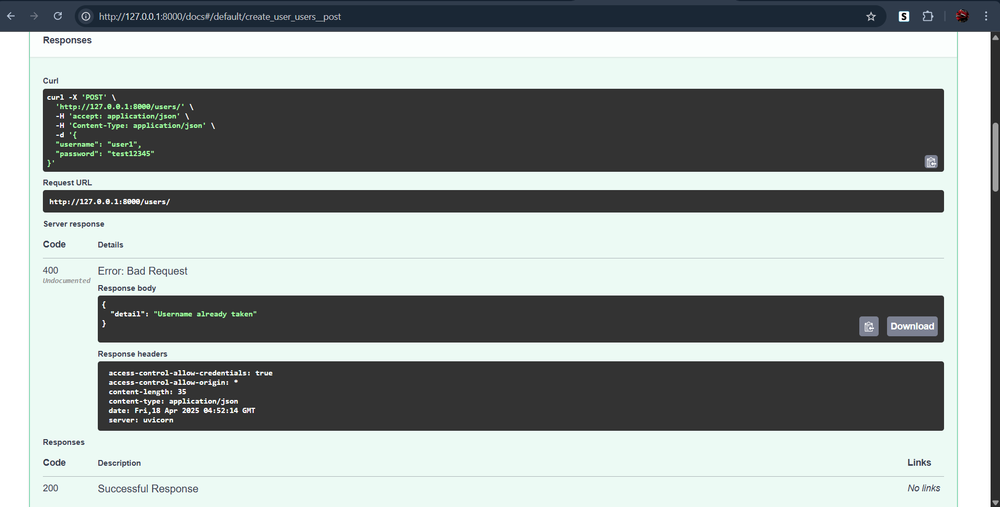 http://127.0.0.1:8000/docs#/default/create_user_users__post
S
Responses
Curl
curl -X 'POST' \
'http://127.0.0.1:8000/users/' \
-H 'accept: application/json' \
-H 'Content-Type: application/json' \
-d '{
"username": "user1",
"password": "test12345"
}'
Request URL
http://127.0.0.1:8000/users/
Server response
Code Details
400 Error: Bad Request
Undocumented
Response body
{
"detail": "Username already taken"
}
Download
Response headers
access-control-allow-credentials: true
access-control-allow-origin: *
content-length: 35
content-type: application/json
date: Fri,18 Apr 2025 04:52:14 GMT
server: uvicorn
Responses
Code Description Links
200 Successful Response No links